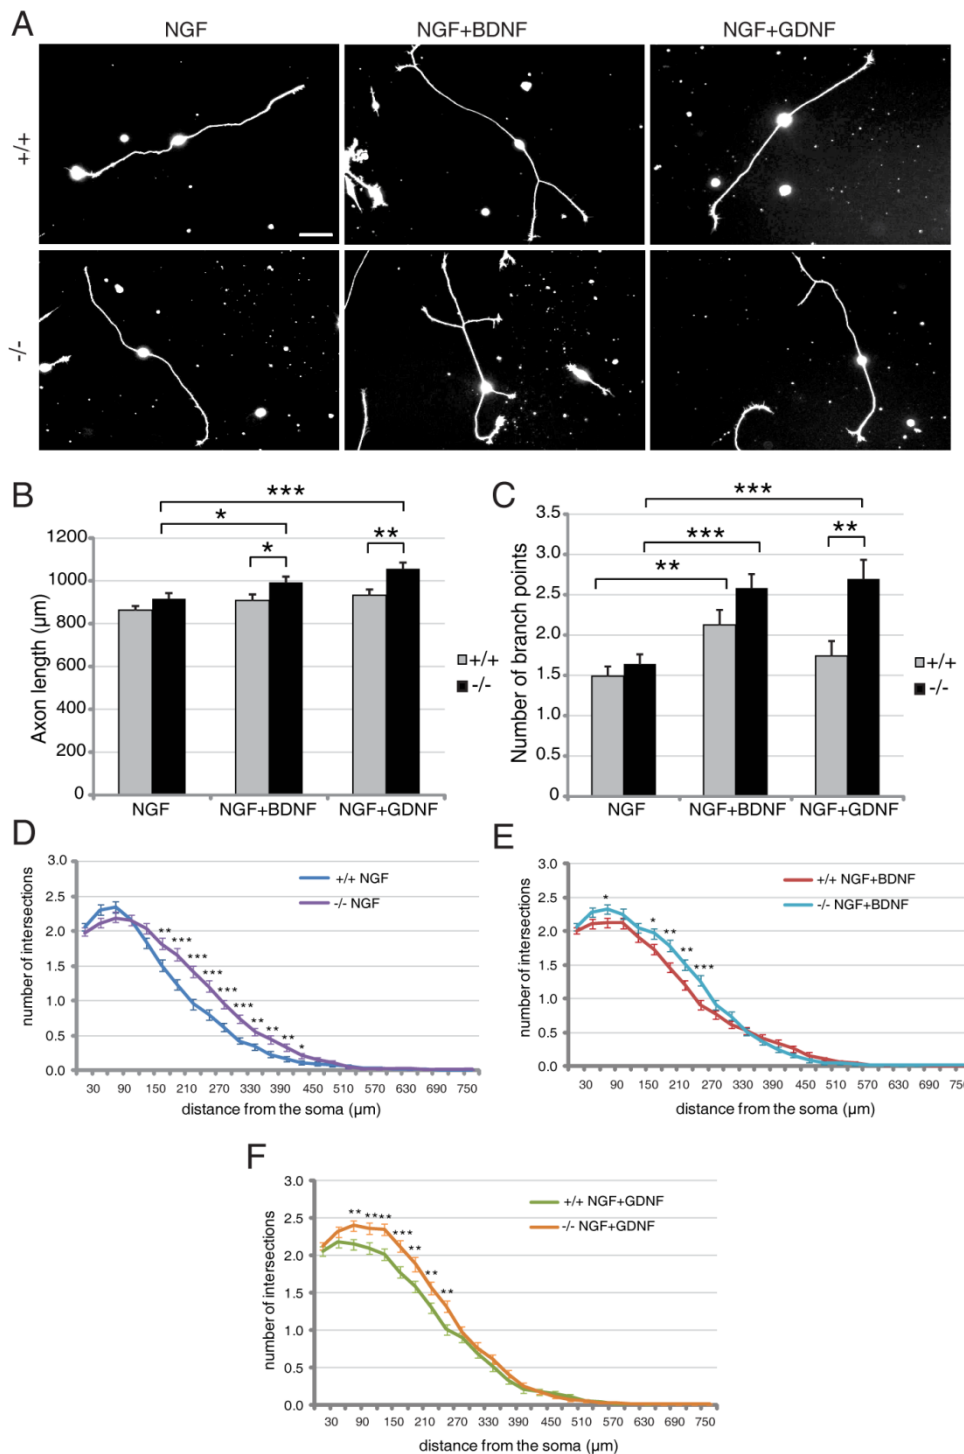 A
NGF
NGF+BDNF
NGF+GDNF
+/+
-/-
B
***
*
*
**
1200
1000
800
600
400
200
0
Axon length (µm)
NGF
NGF+BDNF
NGF+GDNF
+/+
-/-
C
***
***
**
**
3.5
3.0
2.5
2.0
1.5
1.0
0.5
0
Number of branch points
NGF
NGF+BDNF
NGF+GDNF
+/+
-/-
D
3.0
2.5
2.0
1.5
1.0
0.5
0.0
number of intersections
+/+ NGF
-/- NGF
**
***
***
***
***
***
**
**
**
*
30 90 150 210 270 330 390 450 510 570 630 690 750
distance from the soma (µm)
E
3.0
2.5
2.0
1.5
1.0
0.5
0.0
number of intersections
+/+ NGF+BDNF
-/- NGF+BDNF
*
*
**
**
***
30 90 150 210 270 330 390 450 510 570 630 690 750
distance from the soma (µm)
F
3.0
2.5
2.0
1.5
1.0
0.5
0.0
number of intersections
+/+ NGF+GDNF
-/- NGF+GDNF
**
**
**
***
**
**
**
30 90 150 210 270 330 390 450 510 570 630 690 750
distance from the soma (µm)